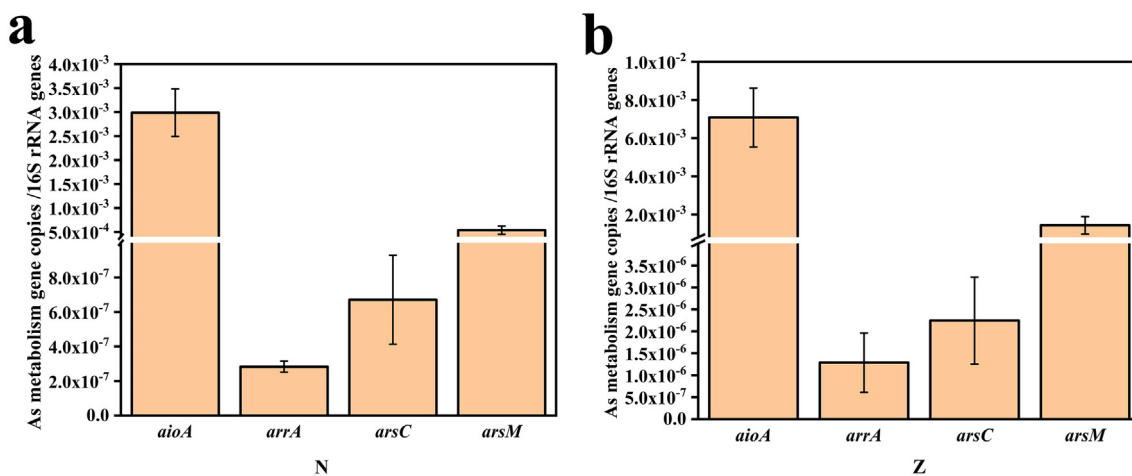 a
As metabolism gene copies /16S rRNA genes
4.0x10⁻³
3.5x10⁻³
3.0x10⁻³
2.5x10⁻³
2.0x10⁻³
1.5x10⁻³
1.0x10⁻³
5.0x10⁻⁴
8.0x10⁻⁷
6.0x10⁻⁷
4.0x10⁻⁷
2.0x10⁻⁷
0.0
aioA arrA arsC arsM
N
b
As metabolism gene copies /16S rRNA genes
1.0x10⁻²
8.0x10⁻³
6.0x10⁻³
4.0x10⁻³
2.0x10⁻³
3.5x10⁻⁶
3.0x10⁻⁶
2.5x10⁻⁶
2.0x10⁻⁶
1.5x10⁻⁶
1.0x10⁻⁶
5.0x10⁻⁷
0.0
aioA arrA arsC arsM
Z